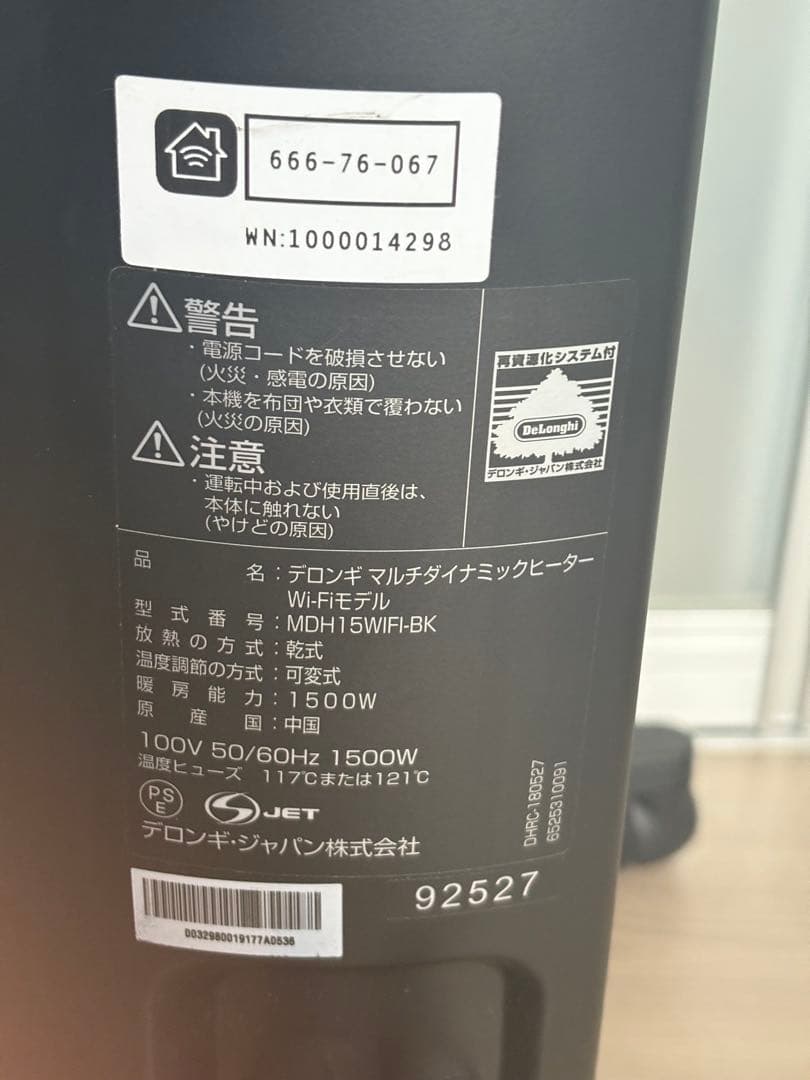 666-76-067
WN:1000014298
警告
・電源コードを破損させない
(火災・感電の原因)
・本機を布団や衣類で覆わない
(火災の原因)
注意
・運転中および使用直後は、
本体に触れない
(やけどの原因)
再資源化システム付
DeLonghi
デロンギ・ジャパン株式会社
品名：デロンギ マルチダイナミックヒーター
Wi-Fiモデル
型式番号：MDH15WIFI-BK
放熱の方式：乾式
温度調節の方式：可変式
暖房能力：1500W
原産国：中国
100V 50/60Hz 1500W
温度ヒューズ 117℃または121℃
PS
E
S JET
デロンギ・ジャパン株式会社
DHRC-180527
6525310091
92527
D032980019177A0536